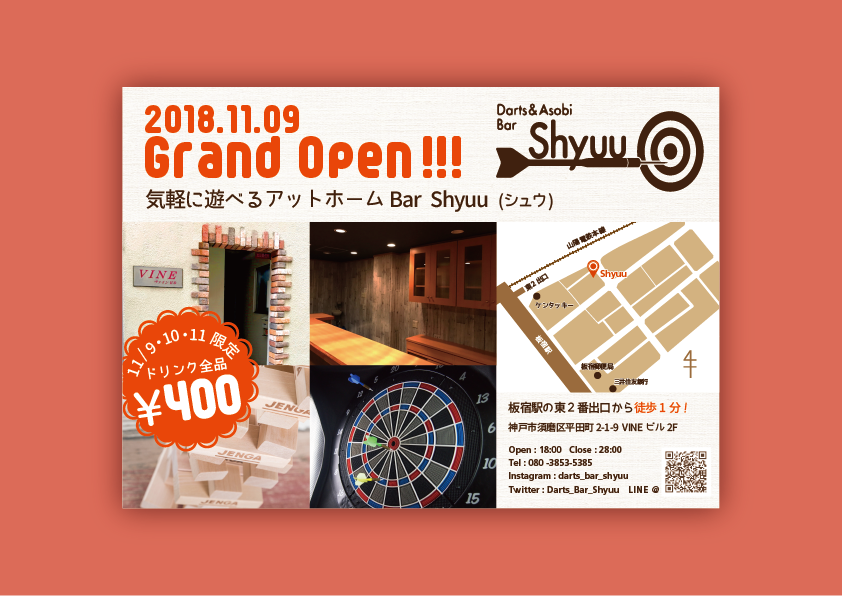 2018.11.09
Grand Open !!!
気軽に遊べるアットホーム Bar Shyuu (シュウ)
Darts & Asobi
Bar
Shyuu
VINE
11/9・10・11 限定
ドリンク全品
¥400
JENGA
JENGA
JENGA
13
6
10
15
山陽電鉄本線
Shyuu
東2 出口
ケンタッキー
板宿駅
板宿郵便局
三井住友銀行
板宿駅の東2番出口から徒歩1分!
神戸市須磨区平田町 2-1-9 VINE ビル 2F
Open : 18:00 Close : 28:00
Tel : 080 -3853-5385
Instagram : darts_bar_shyuu
Twitter : Darts_Bar_Shyuu LINE @